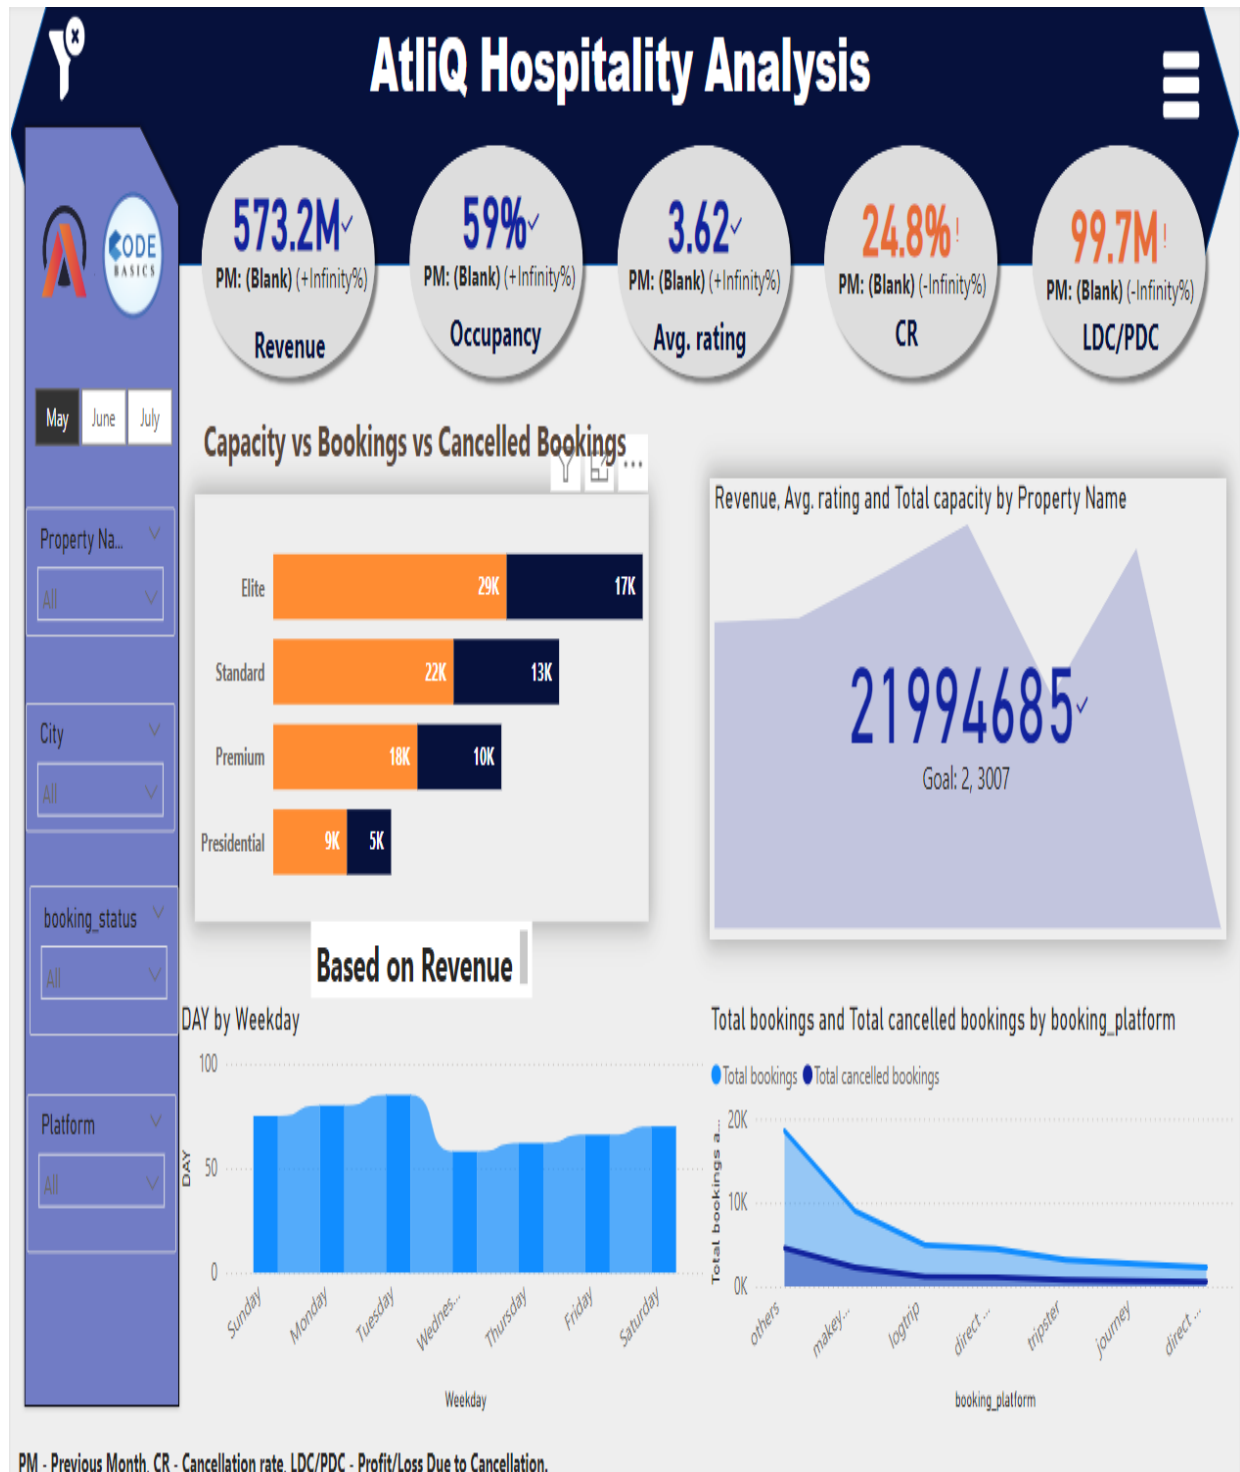 AtliQ Hospitality Analysis
573.2M
PM: (Blank) (+Infinity%)
Revenue
59%
PM: (Blank) (+Infinity%)
Occupancy
3.62
PM: (Blank) (+Infinity%)
Avg. rating
24.8% !
PM: (Blank) (-Infinity%)
CR
99.7M !
PM: (Blank) (-Infinity%)
LDC/PDC
CODE
BASICS
May June July
Property Na...
All
City
All
booking_status
All
Platform
All
Capacity vs Bookings vs Cancelled Bookings
Elite 29K 17K
Standard 22K 13K
Premium 18K 10K
Presidential 9K 5K
Revenue, Avg. rating and Total capacity by Property Name
21994685
Goal: 2, 3007
Based on Revenue
DAY by Weekday
100
50
0
DAY
Sunday
Monday
Tuesday
Wednes...
Thursday
Friday
Saturday
Weekday
Total bookings and Total cancelled bookings by booking_platform
Total bookings Total cancelled bookings
20K
10K
0K
Total bookings a...
others
makey...
logtrip
direct ...
tripster
journey
direct ...
booking_platform
PM - Previous Month, CR - Cancellation rate, LDC/PDC - Profit/Loss Due to Cancellation.